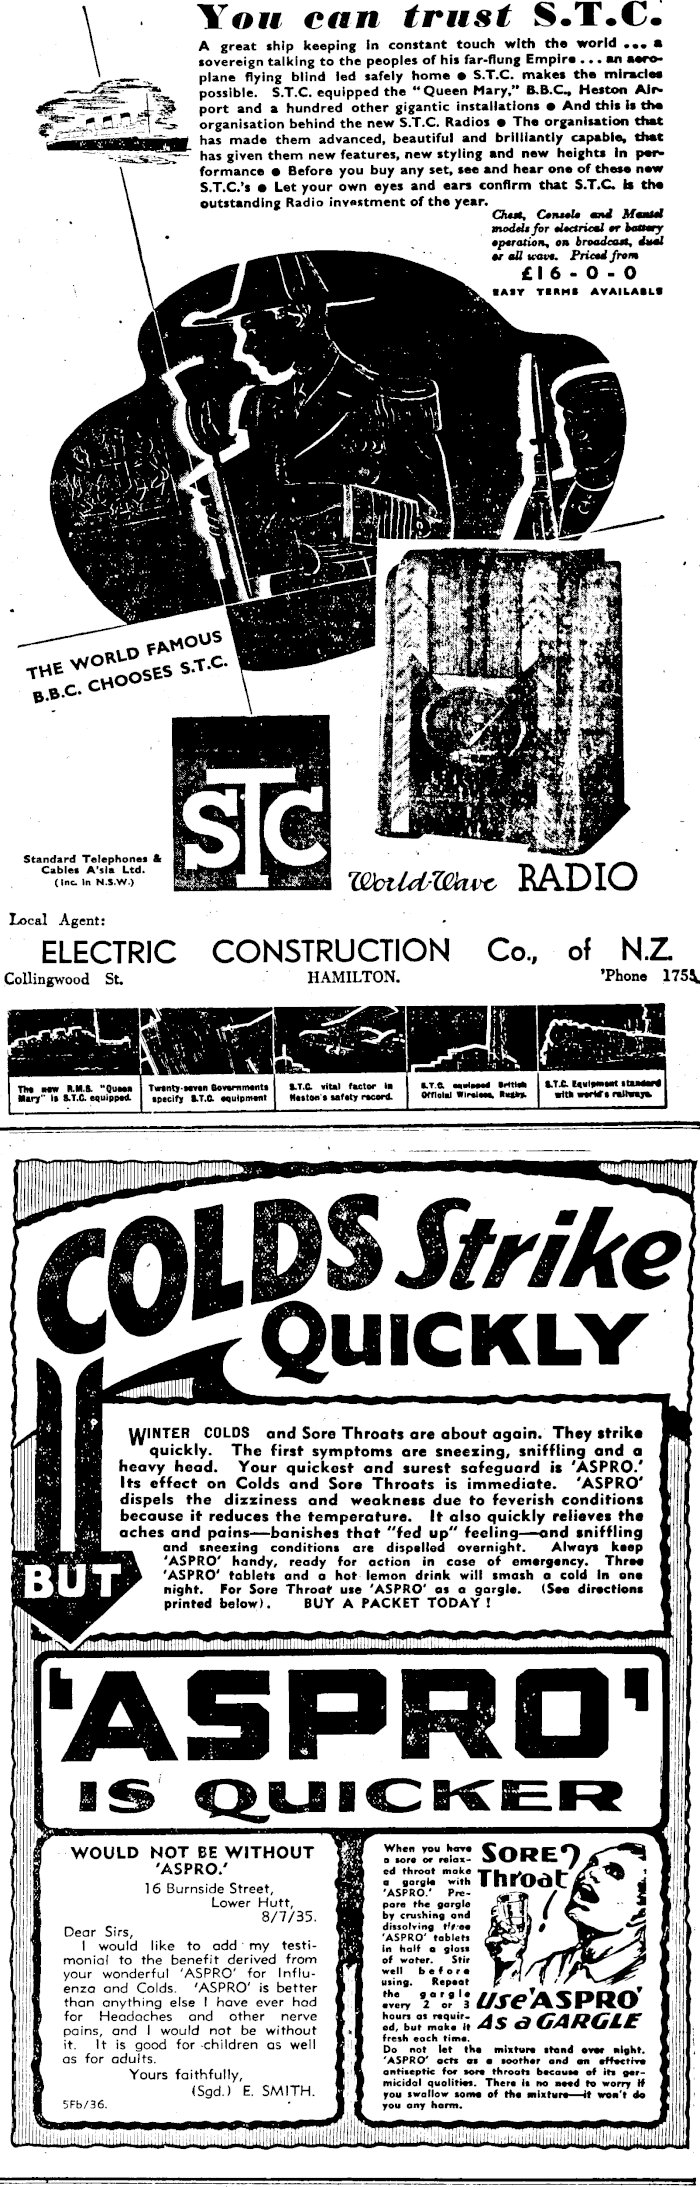 You can trust S.T.C.
A great ship keeping in constant touch with the world ... a
sovereign talking to the peoples of his far-flung Empire ... an aero-
plane flying blind led safely home ● S.T.C. makes the miracles
possible. S.T.C. equipped the "Queen Mary," B.B.C., Heston Air-
port and a hundred other gigantic installations ● And this is the
organisation behind the new S.T.C. Radios ● The organisation that
has made them advanced, beautiful and brilliantly capable, that
has given them new features, new styling and new heights in per-
formance ● Before you buy any set, see and hear one of these new
S.T.C.'s ● Let your own eyes and ears confirm that S.T.C. is the
outstanding Radio investment of the year.
Chest, Console and Mantel
models for electrical or battery
operation, on broadcast, dual
or all wave. Priced from
£16-0-0
EASY TERMS AVAILABLE
THE WORLD FAMOUS
B.B.C. CHOOSES S.T.C.
STC
Standard Telephones &
Cables A'sia Ltd.
(Inc. in N.S.W.)
World-Wave RADIO
Local Agent:
ELECTRIC CONSTRUCTION Co., of N.Z.
Collingwood St. HAMILTON. 'Phone 1755
The new R.M.S. "Queen
Mary" is S.T.C. equipped.
Twenty-seven Governments
specify S.T.C. equipment
S.T.C. vital factor in
Heston's safety record.
S.T.C. equipped British
Official Wireless, Rugby.
S.T.C. Equipment standard
with world's railways.
COLDS Strike
QUICKLY
WINTER COLDS and Sore Throats are about again. They strike
quickly. The first symptoms are sneezing, sniffling and a
heavy head. Your quickest and surest safeguard is 'ASPRO.'
Its effect on Colds and Sore Throats is immediate. 'ASPRO'
dispels the dizziness and weakness due to feverish conditions
because it reduces the temperature. It also quickly relieves the
aches and pains—banishes that "fed up" feeling—and sniffling
and sneezing conditions are dispelled overnight. Always keep
'ASPRO' handy, ready for action in case of emergency. Three
'ASPRO' tablets and a hot lemon drink will smash a cold in one
night. For Sore Throat use 'ASPRO' as a gargle. (See directions
printed below). BUY A PACKET TODAY!
BUT
'ASPRO'
IS QUICKER
WOULD NOT BE WITHOUT
'ASPRO.'
16 Burnside Street,
Lower Hutt,
8/7/35.
Dear Sirs,
I would like to add my testi-
monial to the benefit derived from
your wonderful 'ASPRO' for Influ-
enza and Colds. 'ASPRO' is better
than anything else I have ever had
for Headaches and other nerve
pains, and I would not be without
it. It is good for children as well
as for adults.
Yours faithfully,
(Sgd.) E. SMITH.
5Fb/36.
When you have
a sore or relax-
ed throat make
a gargle with
'ASPRO.' Pre-
pare the gargle
by crushing and
dissolving three
'ASPRO' tablets
in half a glass
of water. Stir
well before
using. Repeat
the gargle
every 2 or 3
hours as requir-
ed, but make it
fresh each time.
Do not let the mixture stand over night.
'ASPRO' acts as a soother and an effective
antiseptic for sore throats because of its ger-
micidal qualities. There is no need to worry if
you swallow some of the mixture—it won't do
you any harm.
SORE?
Throat
!
Use 'ASPRO'
AS a GARGLE